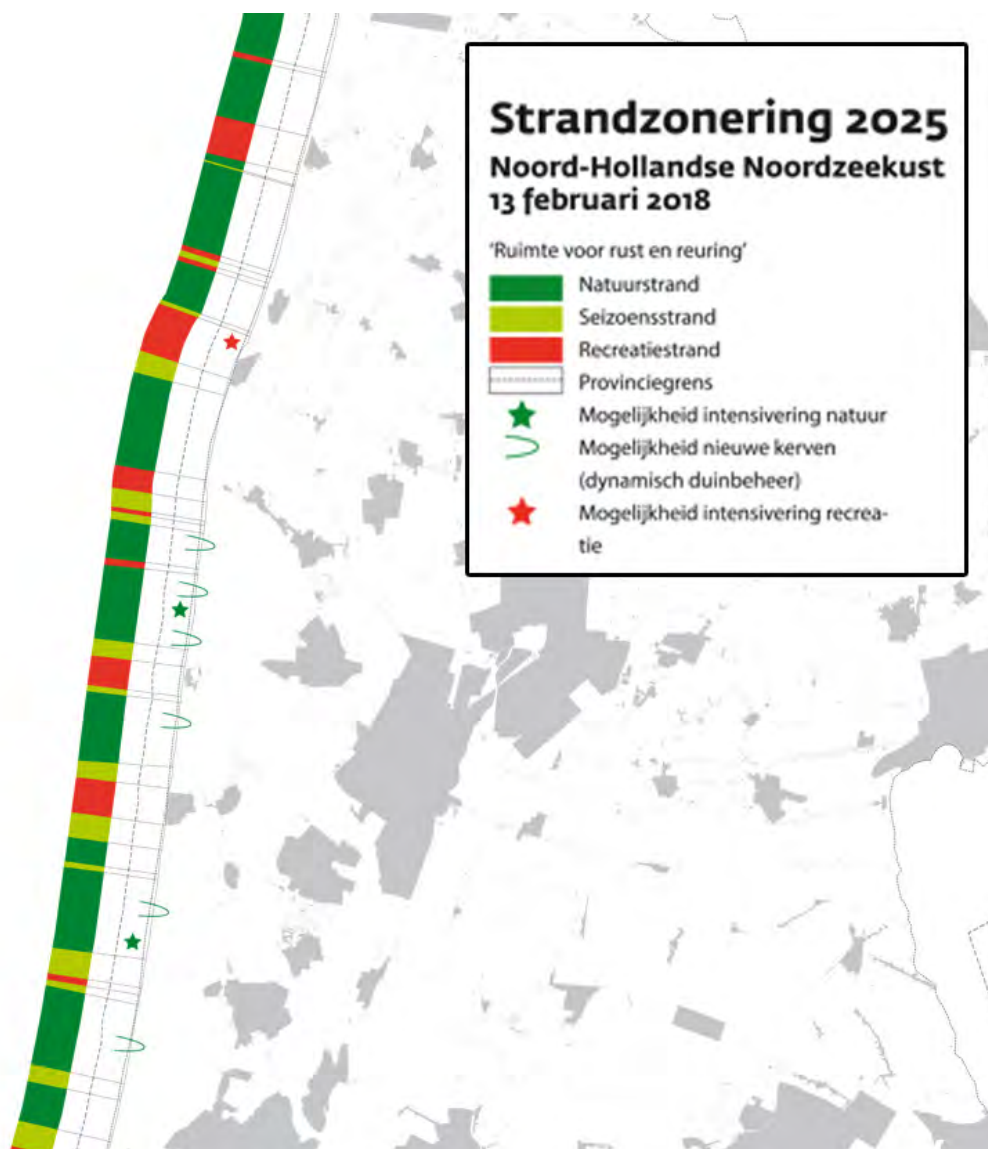 Strandzonering 2025
Noord-Hollandse Noordzeekust
13 februari 2018
'Ruimte voor rust en reuring'
Natuurstrand
Seizoensstrand
Recreatiestrand
Provinciegrens
Mogelijkheid intensivering natuur
Mogelijkheid nieuwe kerven
(dynamisch duinbeheer)
Mogelijkheid intensivering recrea-
tie